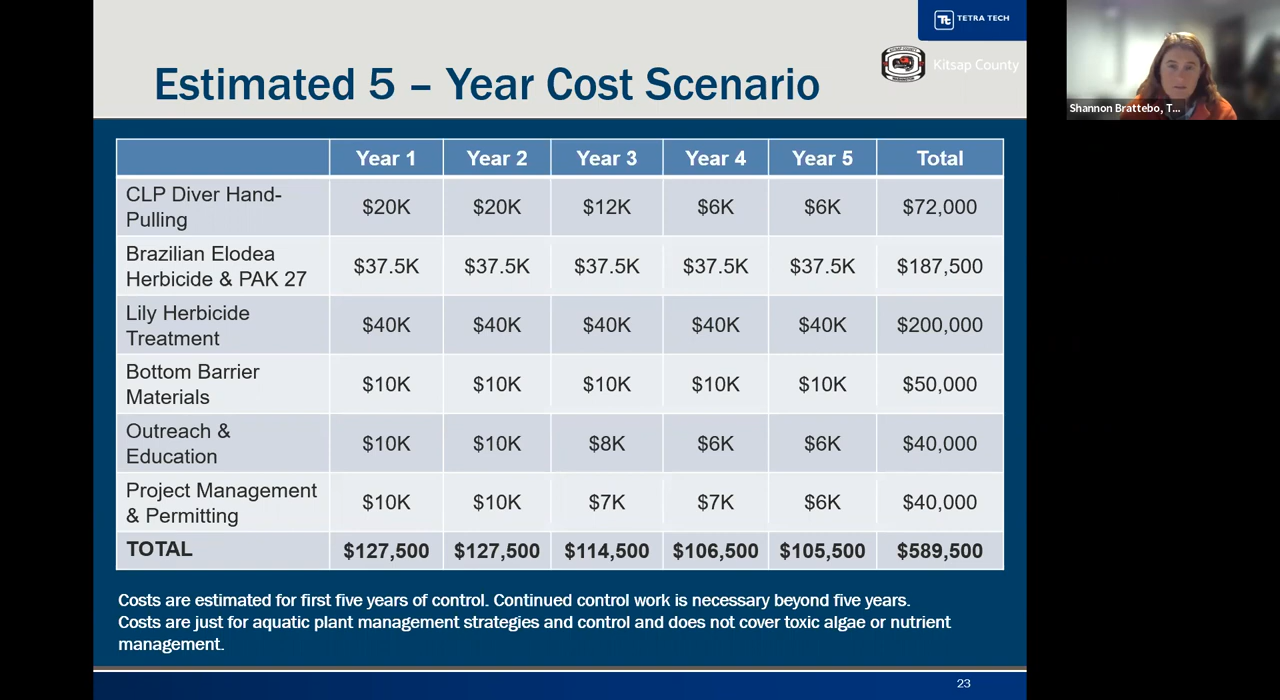 Tt TETRA TECH
Kitsap County
Estimated 5 – Year Cost Scenario
Shannon Brattebo, T...
Year 1 Year 2 Year 3 Year 4 Year 5 Total
CLP Diver Hand-
Pulling
$20K $20K $12K $6K $6K $72,000
Brazilian Elodea
Herbicide & PAK 27
$37.5K $37.5K $37.5K $37.5K $37.5K $187,500
Lily Herbicide
Treatment
$40K $40K $40K $40K $40K $200,000
Bottom Barrier
Materials
$10K $10K $10K $10K $10K $50,000
Outreach &
Education
$10K $10K $8K $6K $6K $40,000
Project Management
& Permitting
$10K $10K $7K $7K $6K $40,000
TOTAL $127,500 $127,500 $114,500 $106,500 $105,500 $589,500
Costs are estimated for first five years of control. Continued control work is necessary beyond five years.
Costs are just for aquatic plant management strategies and control and does not cover toxic algae or nutrient
management.
23